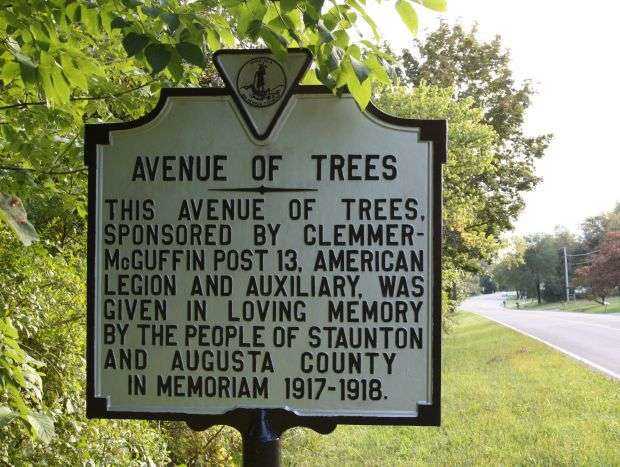 AVENUE OF TREES
THIS AVENUE OF TREES,
SPONSORED BY CLEMMER-
McGUFFIN POST 13, AMERICAN
LEGION AND AUXILIARY, WAS
GIVEN IN LOVING MEMORY
BY THE PEOPLE OF STAUNTON
AND AUGUSTA COUNTY
IN MEMORIAM 1917-1918.